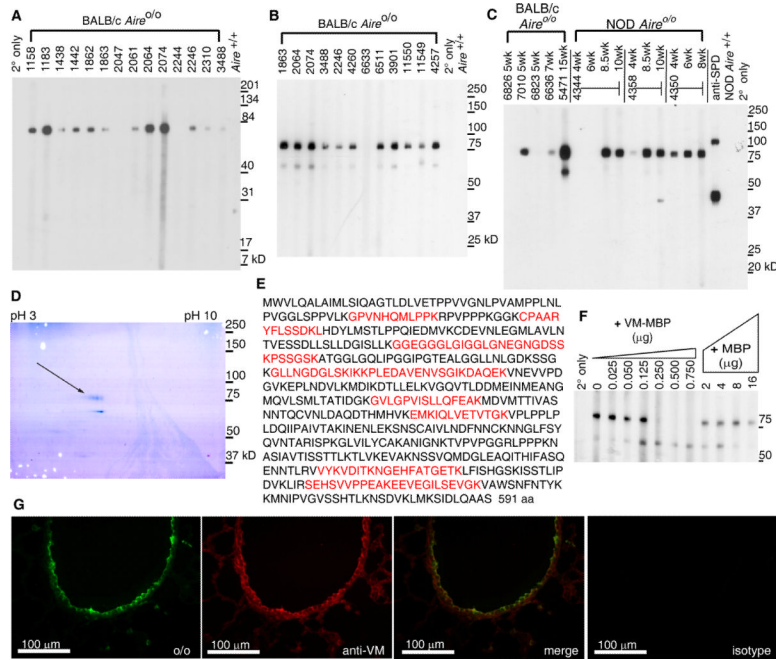 A
BALB/c Aire o/o
2° only
1158
1183
1438
1442
1862
1863
2047
2061
2064
2074
2244
2246
2310
3488
Aire +/+
201
134
84
40
31
17
7 kD
B
BALB/c Aire o/o
1863
2064
2074
3488
2246
4260
6633
6511
3901
11550
11549
4257
2° only
Aire +/+
250
150
100
75
50
37
25 kD
C
BALB/c
Aire o/o
NOD Aire o/o
6826 5wk
7010 5wk
6823 5wk
6636 7wk
5471 15wk
4344 4wk
6wk
8.5wk
10wk
4358 4wk
8.5wk
10wk
4350 4wk
6wk
8wk
anti-SPD
NOD Aire +/+
2° only
250
150
100
75
50
37
25
20 kD
D
pH 3
pH 10
250
150
100
75
50
37 kD
E
MWVLQALAIMLSIQAGTLDLVETPPVVGNLPVAMPPLNL
PVGGLSPPVLKGPVNHQMLPPKRPVPPPKGGKCPAAR
YFLSSDKLHDYLMSTLPPQIEDMVKCDEVNLEGMLAVLN
TVESSDLLSLLDGISLLKGGEGGGLGIGGLGNEGNGDSS
KPSSGSKATGGLGQLIPGGIPGTEALGGLLNLGDKSSG
KGLLNGDGLSKIKKPLEDAVENVSGIKDAQEKVNEVVPD
GVKEPLNDVLKMDIKDTLLELKVGQVTLDDMEINMEANG
MQVLSMLTATIDGKGVLGPVISLLQFEAKMDVMTTIVAS
NNTQCVNLDAQDTHMHVKEMKIQLVETVTGKVPLPPPL
LDQIIPAIVTAKINENLEKSNSCAIVLNDFNNCKNNGLFSY
QVNTARISPKGLVILYCAKANIGNKTVPVPGGRLPPPKN
ASIAVTISSTTLKTLVKEVAKNSSVQMDGLEAQITHIFASQ
ENNTLRVVYKVDITKNGEHFATGETKLFISHGSKISSTLIP
DVKLIRSEHSVVPPEAKEEVEGILSEVGKVAWSNFNTYK
KMNIPVGVSSHTLKNSDVKLMKSIDLQAAS 591 aa
F
+ VM-MBP
(µg)
+ MBP
(µg)
2° only
0
0.025
0.050
0.125
0.250
0.500
0.750
2
4
8
16
75
50
G
100 µm
o/o
100 µm
anti-VM
100 µm
merge
100 µm
isotype